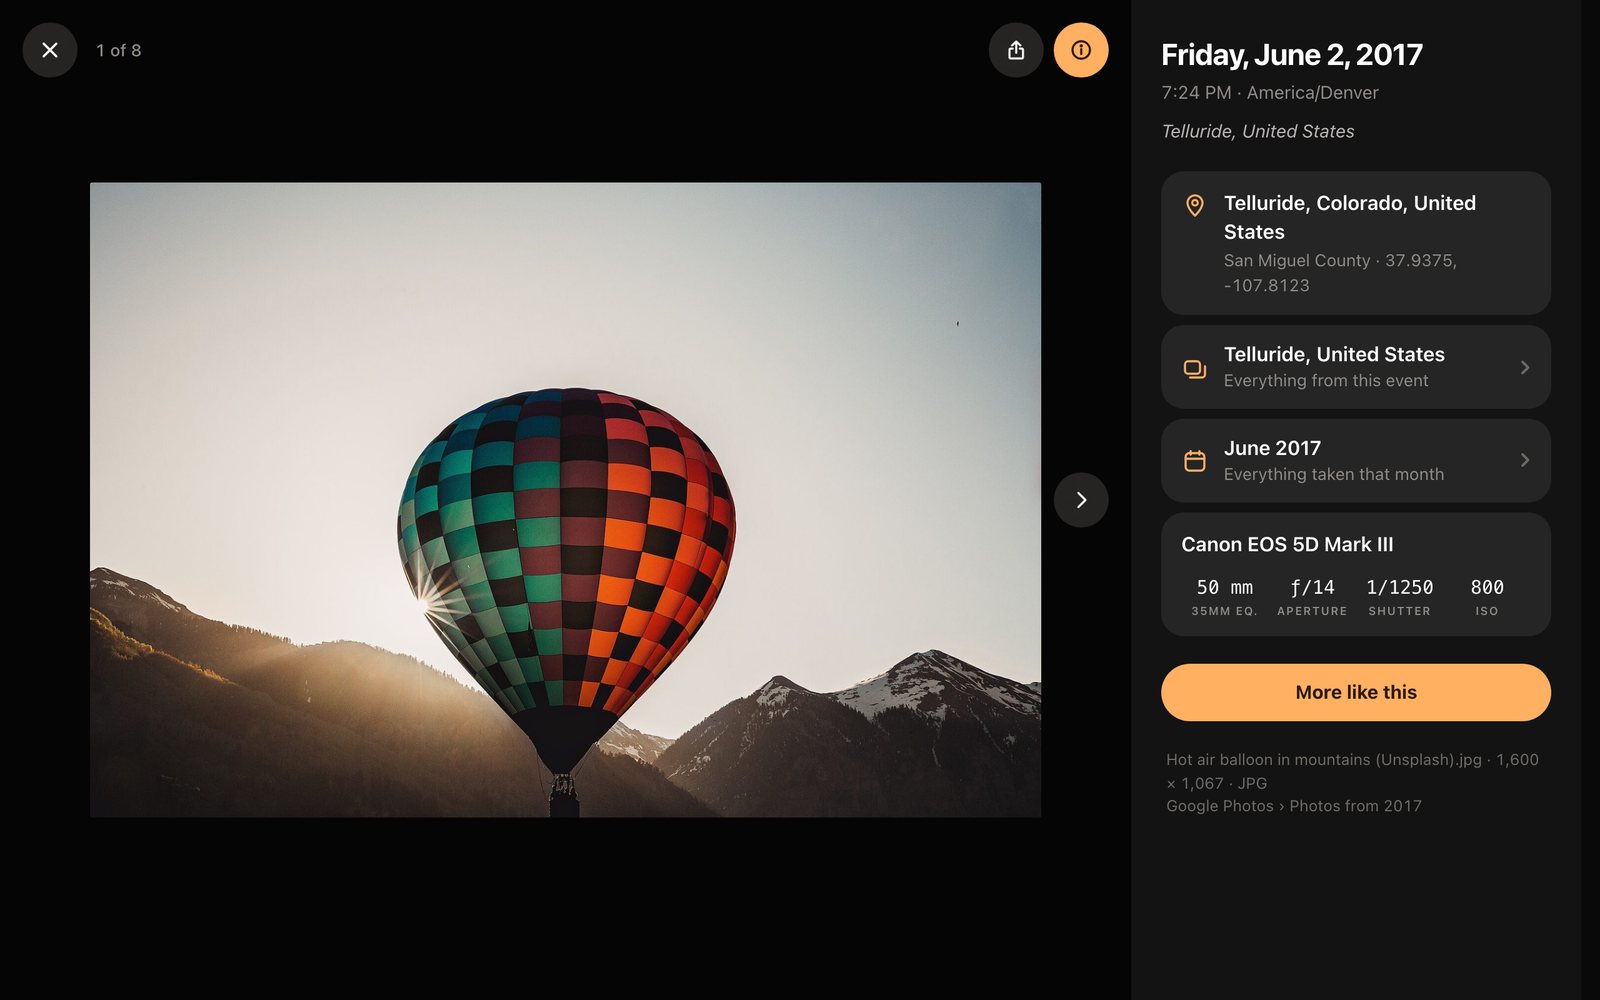 1 of 8
Friday, June 2, 2017
7:24 PM · America/Denver
Telluride, United States
Telluride, Colorado, United
States
San Miguel County · 37.9375,
-107.8123
Telluride, United States
Everything from this event
June 2017
Everything taken that month
Canon EOS 5D Mark III
50 mm ƒ/14 1/1250 800
35MM EQ. APERTURE SHUTTER ISO
More like this
Hot air balloon in mountains (Unsplash).jpg · 1,600
× 1,067 · JPG
Google Photos › Photos from 2017